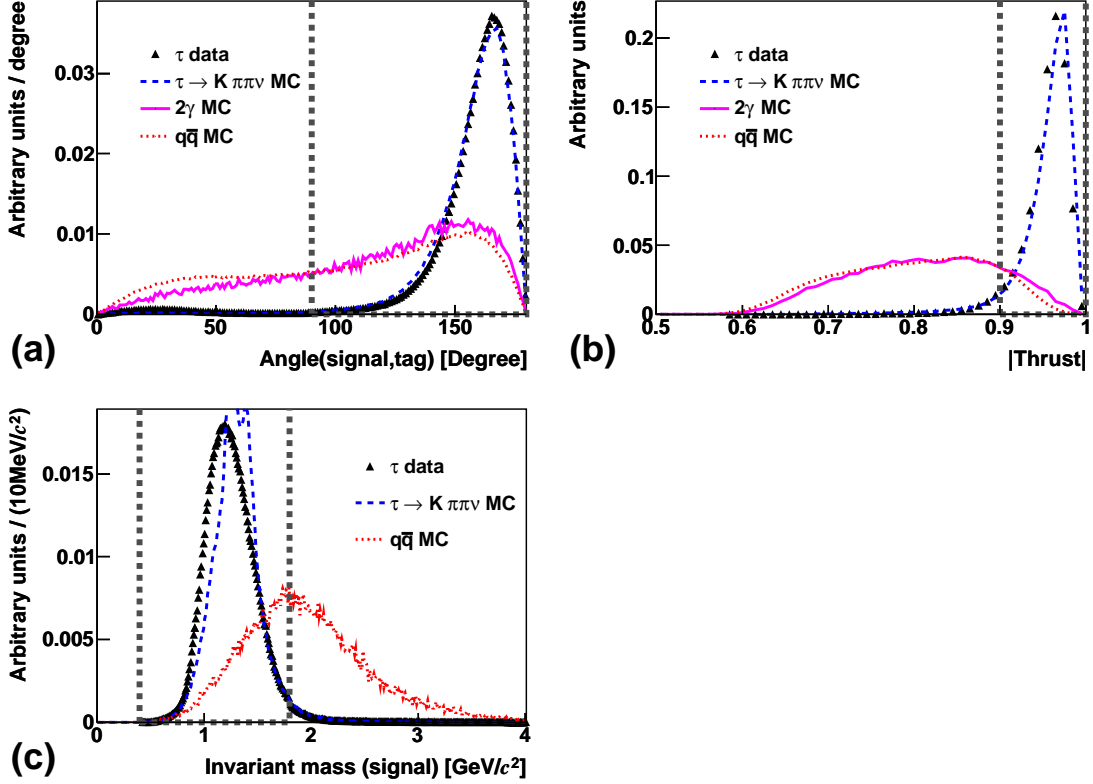 Arbitrary units / degree
0.03
0.02
0.01
0
τ data
τ → K ππν MC
2γ MC
qq̄ MC
0 50 100 150
Angle(signal,tag) [Degree]
(a)
Arbitrary units
0.2
0.15
0.1
0.05
0
τ data
τ → K ππν MC
2γ MC
qq̄ MC
0.5 0.6 0.7 0.8 0.9 1
|Thrust|
(b)
Arbitrary units / (10MeV/c²)
0.015
0.01
0.005
0
τ data
τ → K ππν MC
qq̄ MC
0 1 2 3 4
Invariant mass (signal) [GeV/c²]
(c)